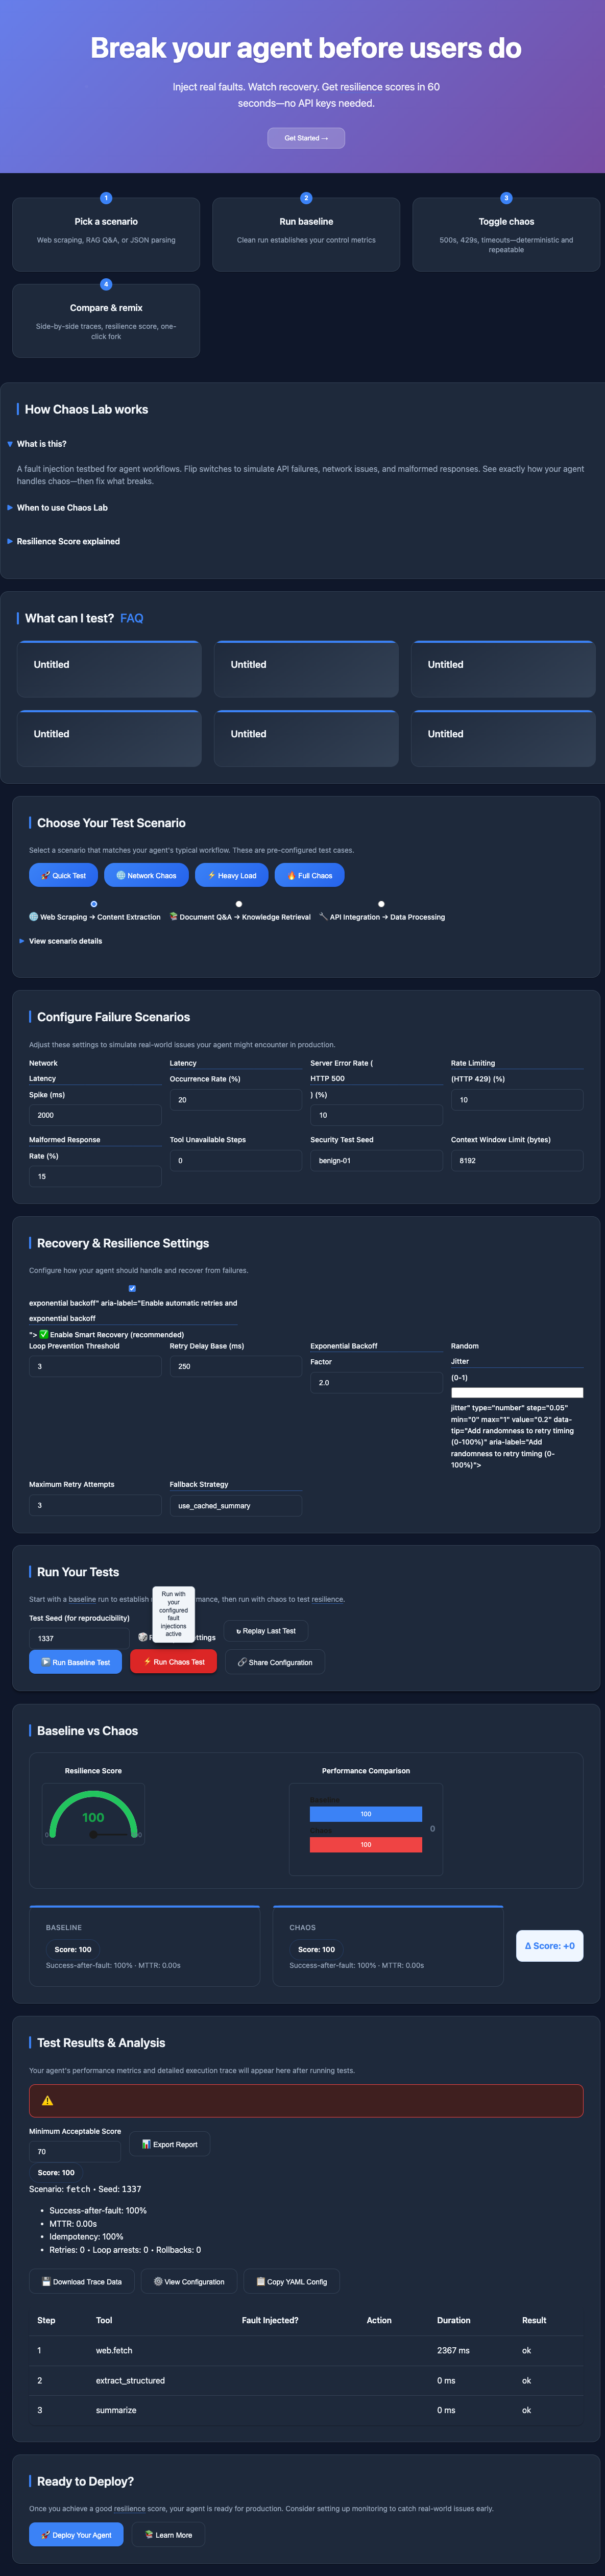 Break your agent before users do
Inject real faults. Watch recovery. Get resilience scores in 60
seconds—no API keys needed.
Get Started →
1
Pick a scenario
Web scraping, RAG Q&A, or JSON parsing
2
Run baseline
Clean run establishes your control metrics
3
Toggle chaos
500s, 429s, timeouts—deterministic and
repeatable
4
Compare & remix
Side-by-side traces, resilience score, one-
click fork
How Chaos Lab works
What is this?
A fault injection testbed for agent workflows. Flip switches to simulate API failures, network issues, and malformed responses. See exactly how your agent
handles chaos—then fix what breaks.
When to use Chaos Lab
Resilience Score explained
What can I test? FAQ
Untitled
Untitled
Untitled
Untitled
Untitled
Untitled
Choose Your Test Scenario
Select a scenario that matches your agent's typical workflow. These are pre-configured test cases.
🚀 Quick Test
🌐 Network Chaos
⚡ Heavy Load
🔥 Full Chaos
🌐 Web Scraping → Content Extraction
📚 Document Q&A → Knowledge Retrieval
🔧 API Integration → Data Processing
View scenario details
Configure Failure Scenarios
Adjust these settings to simulate real-world issues your agent might encounter in production.
Network
Latency
Spike (ms)
2000
Latency
Occurrence Rate (%)
20
Server Error Rate (
HTTP 500
) (%)
10
Rate Limiting
(HTTP 429) (%)
10
Malformed Response
Rate (%)
15
Tool Unavailable Steps
0
Security Test Seed
benign-01
Context Window Limit (bytes)
8192
Recovery & Resilience Settings
Configure how your agent should handle and recover from failures.
exponential backoff" aria-label="Enable automatic retries and
exponential backoff
"> ✅ Enable Smart Recovery (recommended)
Loop Prevention Threshold
3
Retry Delay Base (ms)
250
Exponential Backoff
Factor
2.0
Random
Jitter
(0-1)
jitter" type="number" step="0.05"
min="0" max="1" value="0.2" data-
tip="Add randomness to retry timing
(0-100%)" aria-label="Add
randomness to retry timing (0-
100%)">
Maximum Retry Attempts
3
Fallback Strategy
use_cached_summary
Run Your Tests
Start with a baseline run to establish
mance, then run with chaos to test resilience.
Run with
your
configured
fault
injections
active
Test Seed (for reproducibility)
1337
ttings
↻ Replay Last Test
▶️ Run Baseline Test
⚡ Run Chaos Test
🔗 Share Configuration
Baseline vs Chaos
Resilience Score
100
Performance Comparison
Baseline
100
Chaos
100
0
BASELINE
Score: 100
Success-after-fault: 100% · MTTR: 0.00s
CHAOS
Score: 100
Success-after-fault: 100% · MTTR: 0.00s
Δ Score: +0
Test Results & Analysis
Your agent's performance metrics and detailed execution trace will appear here after running tests.
⚠️
Minimum Acceptable Score
70
📊 Export Report
Score: 100
Scenario: fetch • Seed: 1337
• Success-after-fault: 100%
• MTTR: 0.00s
• Idempotency: 100%
• Retries: 0 • Loop arrests: 0 • Rollbacks: 0
💾 Download Trace Data
⚙️ View Configuration
📋 Copy YAML Config
Step Tool Fault Injected? Action Duration Result
1 web.fetch 2367 ms ok
2 extract_structured 0 ms ok
3 summarize 0 ms ok
Ready to Deploy?
Once you achieve a good resilience score, your agent is ready for production. Consider setting up monitoring to catch real-world issues early.
🚀 Deploy Your Agent
📚 Learn More